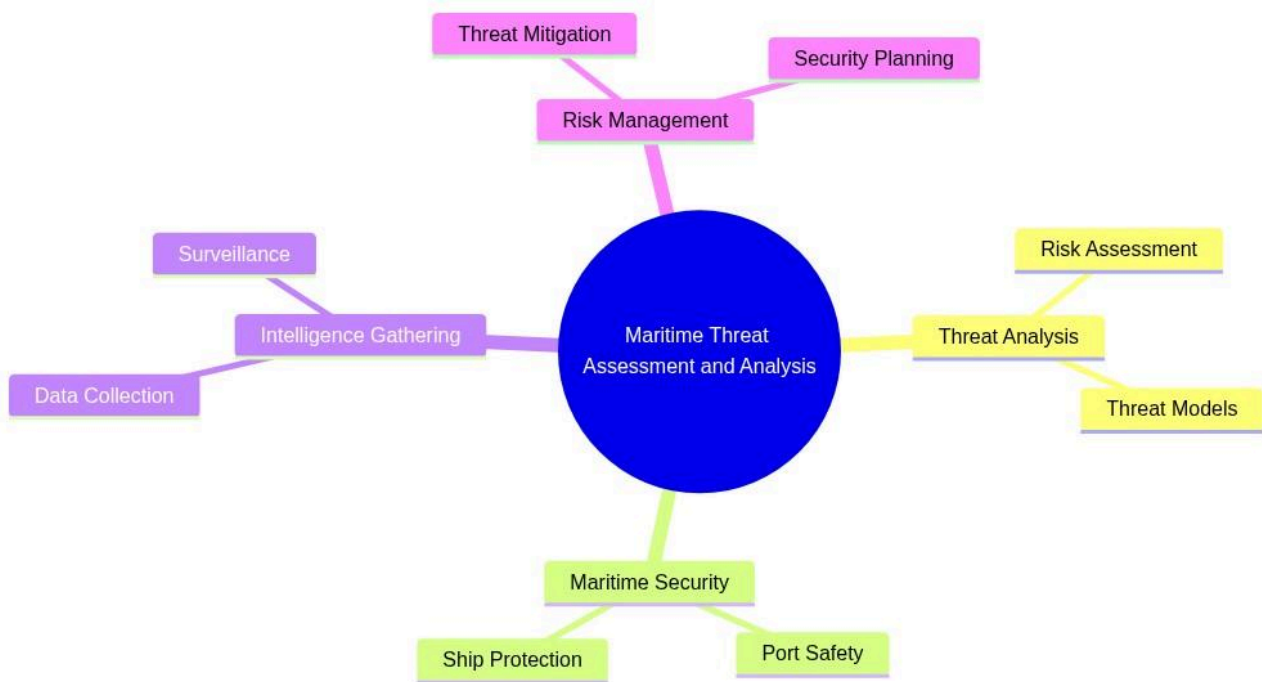 Threat Mitigation
Security Planning
Risk Management
Surveillance
Risk Assessment
Intelligence Gathering
Maritime Threat
Assessment and Analysis
Threat Analysis
Data Collection
Threat Models
Maritime Security
Ship Protection
Port Safety